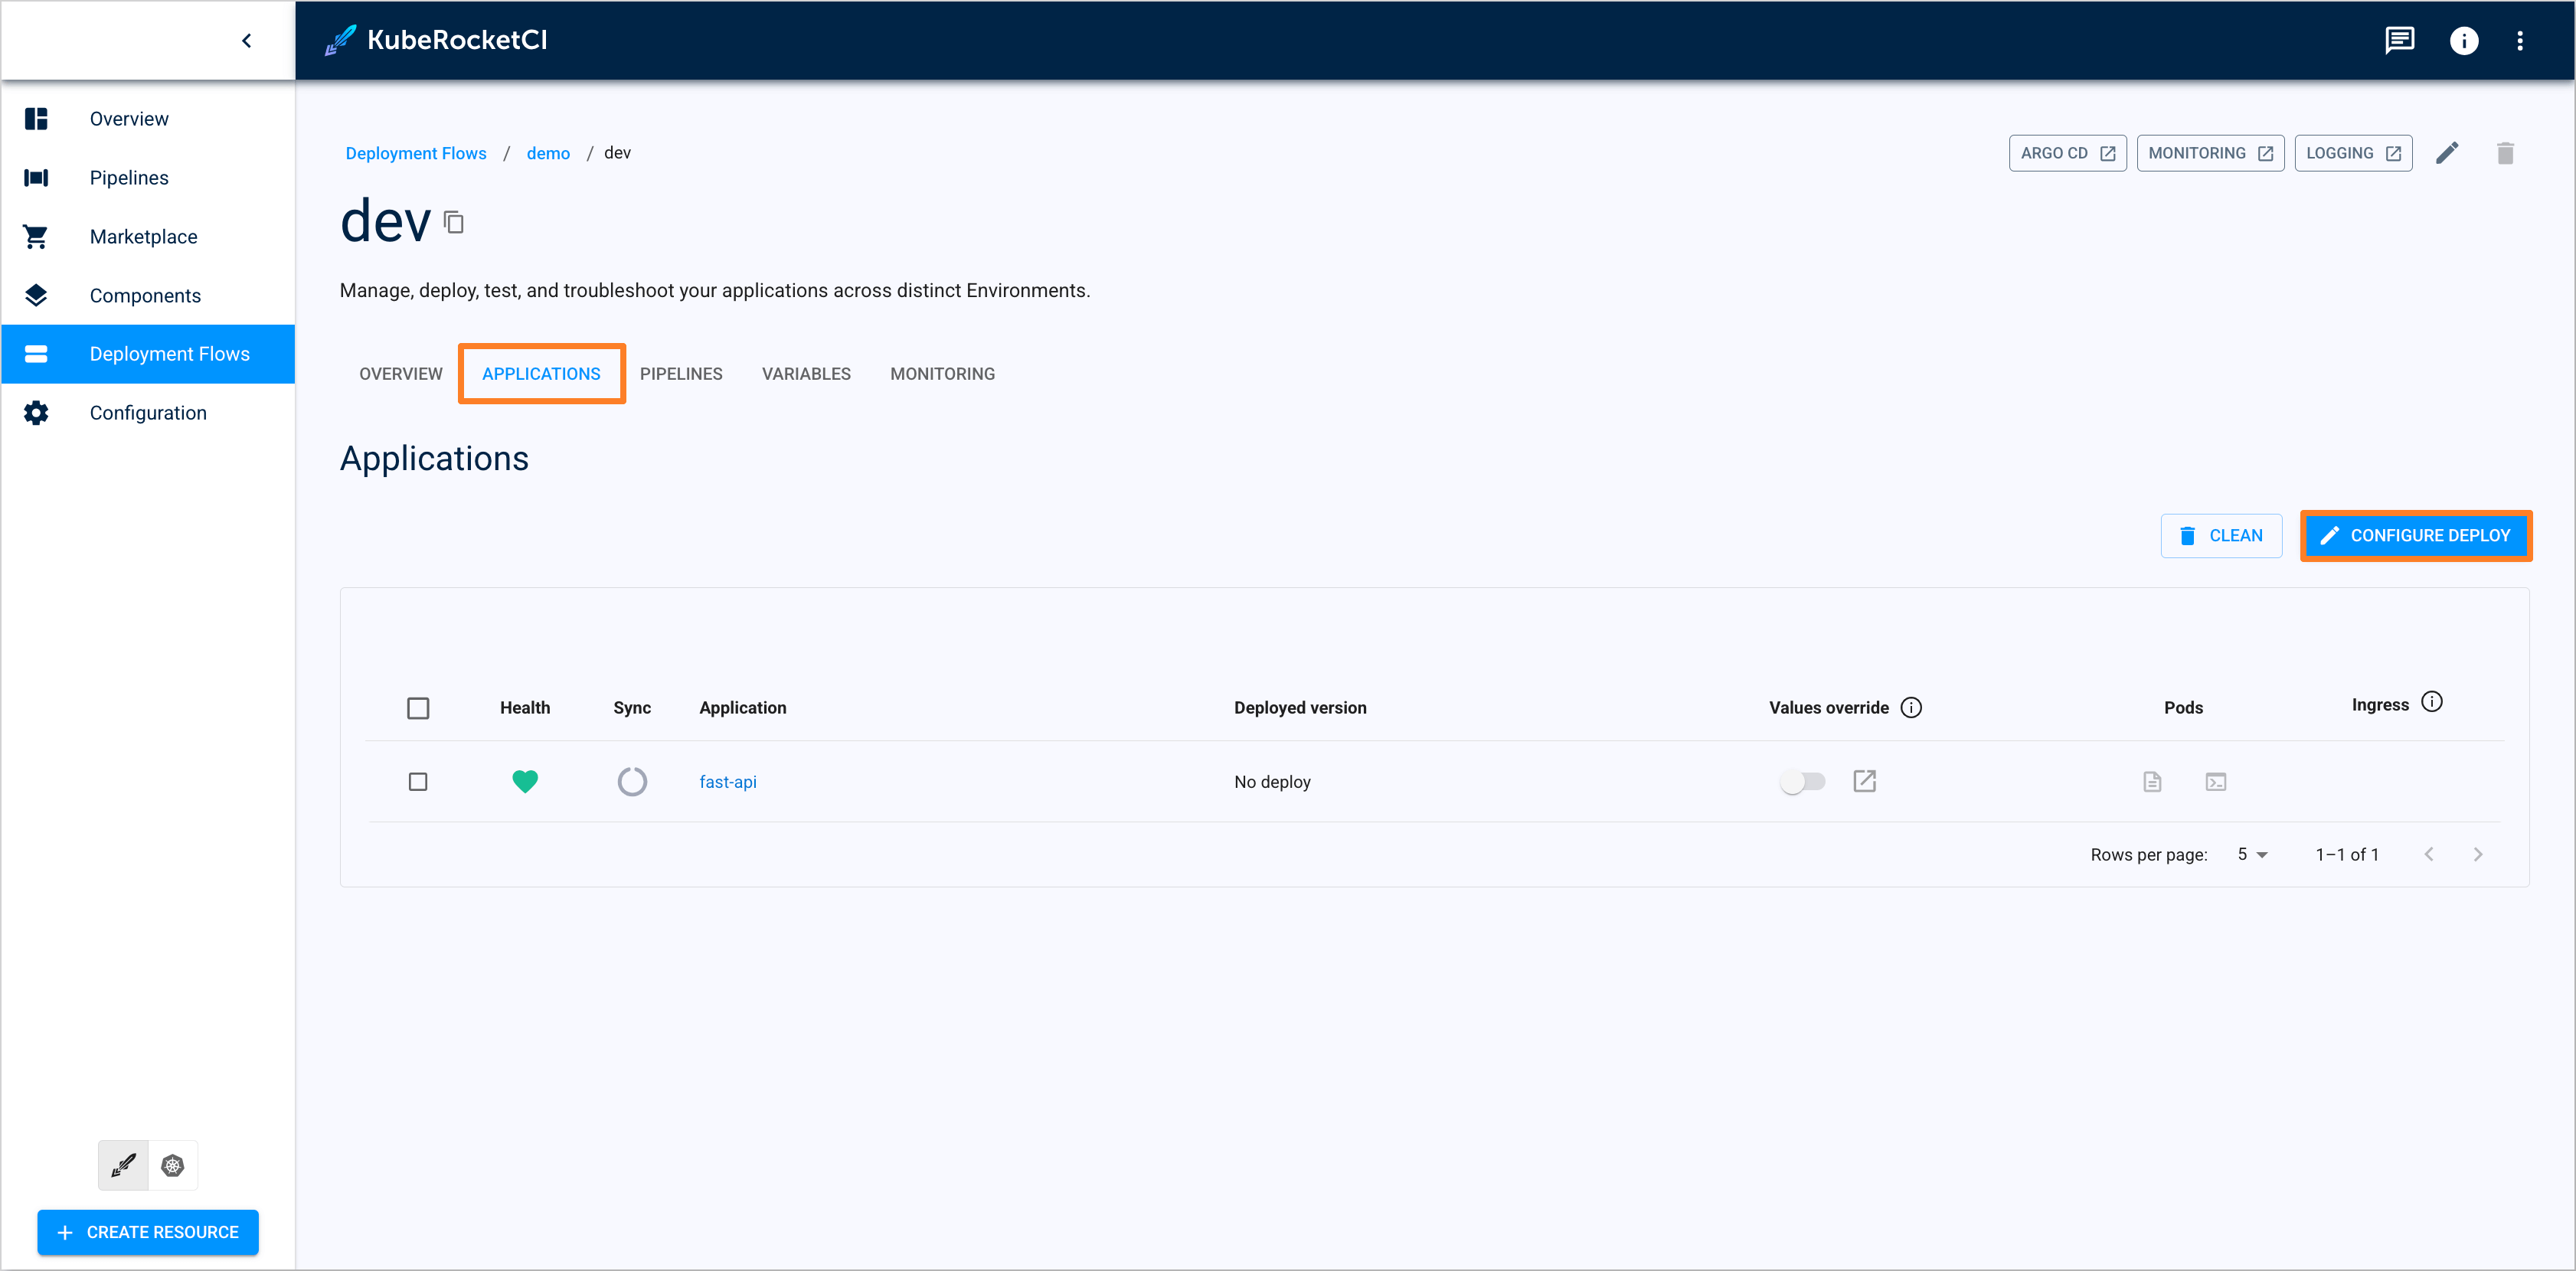 KubeRocketCI
Overview
Pipelines
Marketplace
Components
Deployment Flows
Configuration
CREATE RESOURCE
Deployment Flows / demo / dev
ARGO CD
MONITORING
LOGGING
dev
Manage, deploy, test, and troubleshoot your applications across distinct Environments.
OVERVIEW APPLICATIONS PIPELINES VARIABLES MONITORING
Applications
CLEAN
CONFIGURE DEPLOY
Health Sync Application Deployed version Values override Pods Ingress
fast-api No deploy
Rows per page: 5 1–1 of 1